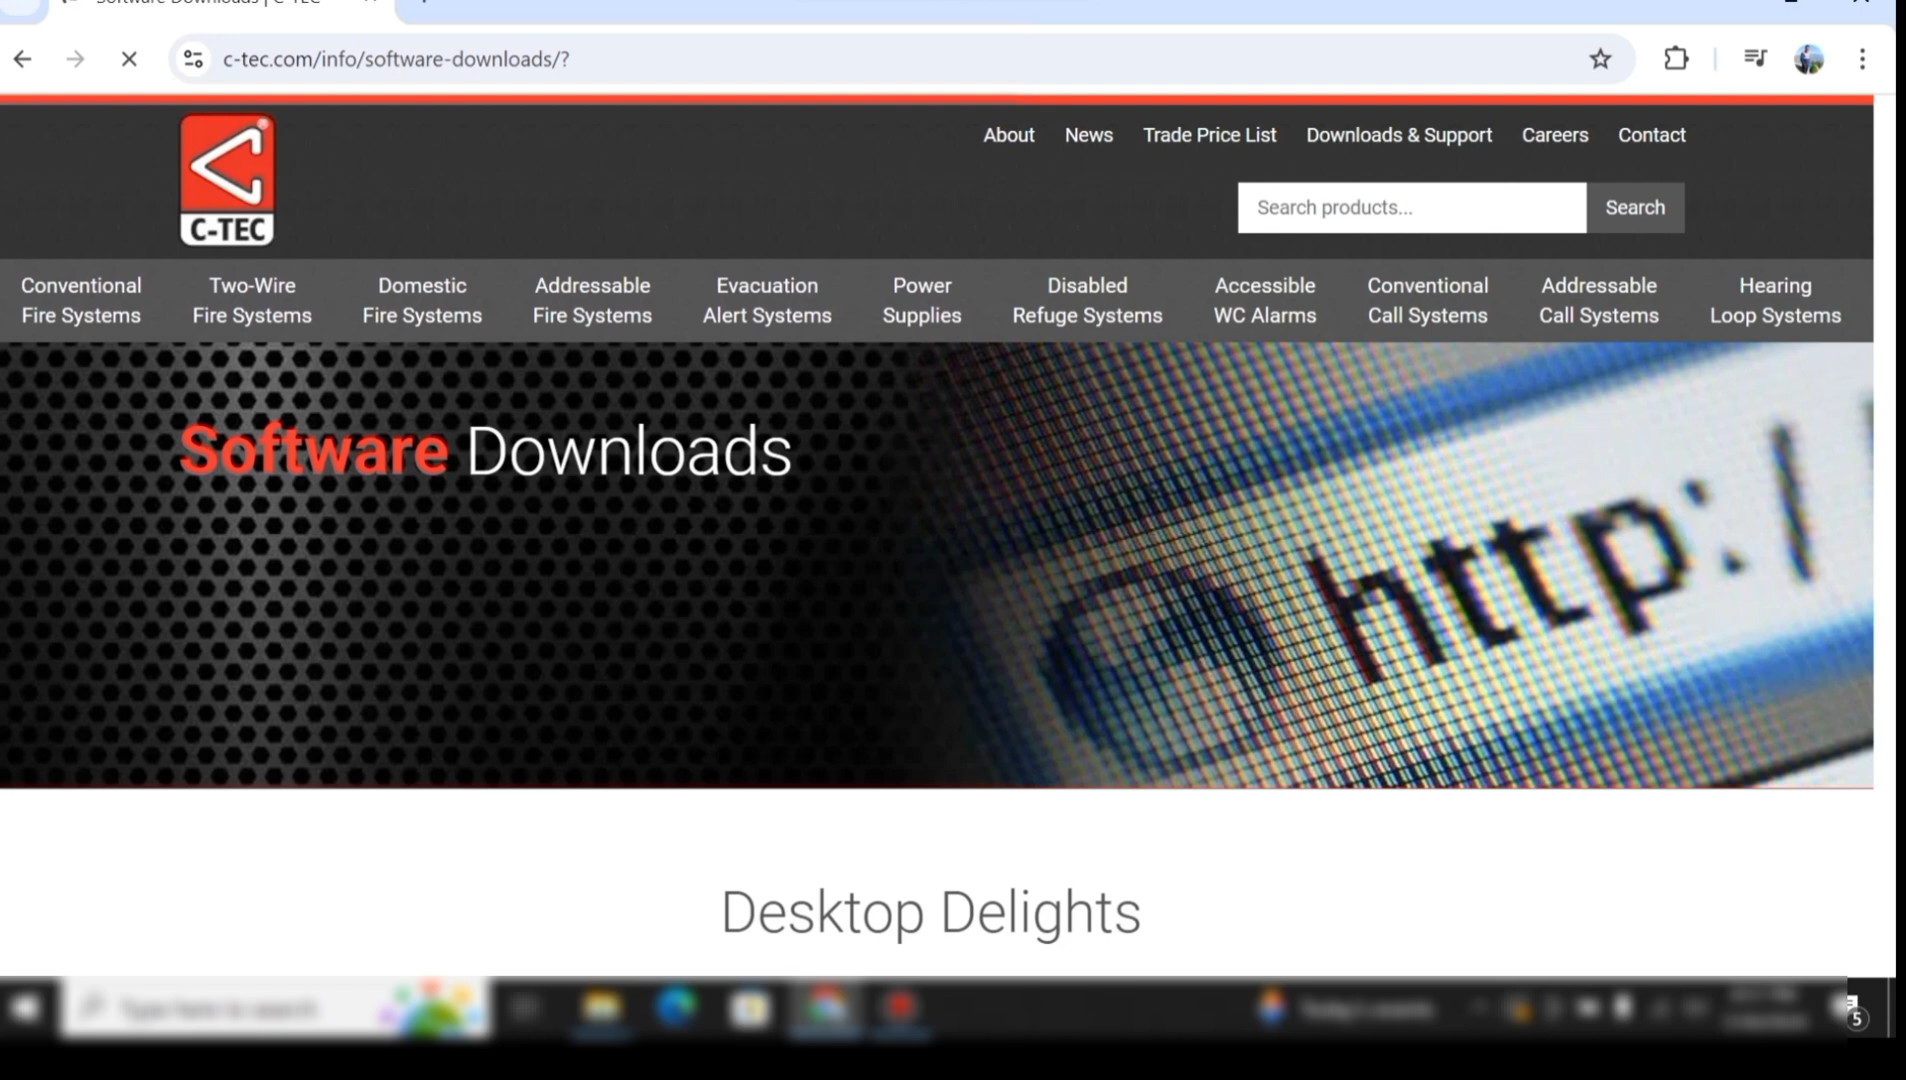 Software Downloads | C-TEC
c-tec.com/info/software-downloads/?
About News Trade Price List Downloads & Support Careers Contact
C-TEC
Search products... Search
Conventional Fire Systems
Two-Wire Fire Systems
Domestic Fire Systems
Addressable Fire Systems
Evacuation Alert Systems
Power Supplies
Disabled Refuge Systems
Accessible WC Alarms
Conventional Call Systems
Addressable Call Systems
Hearing Loop Systems
Software Downloads
http:/
Desktop Delights
Type here to search
5